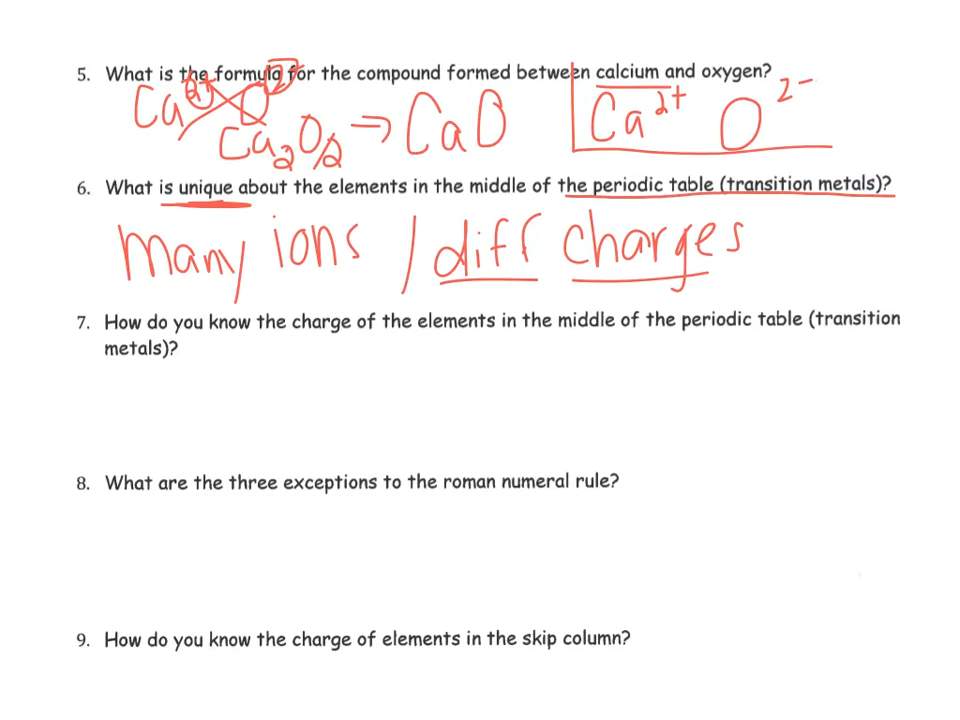 5. What is the formula for the compound formed between calcium and oxygen?
Ca2+ O2- Ca2O2 → CaO Ca2+ O2-
6. What is unique about the elements in the middle of the periodic table (transition metals)?
many ions / diff charges
7. How do you know the charge of the elements in the middle of the periodic table (transition
metals)?
8. What are the three exceptions to the roman numeral rule?
9. How do you know the charge of elements in the skip column?